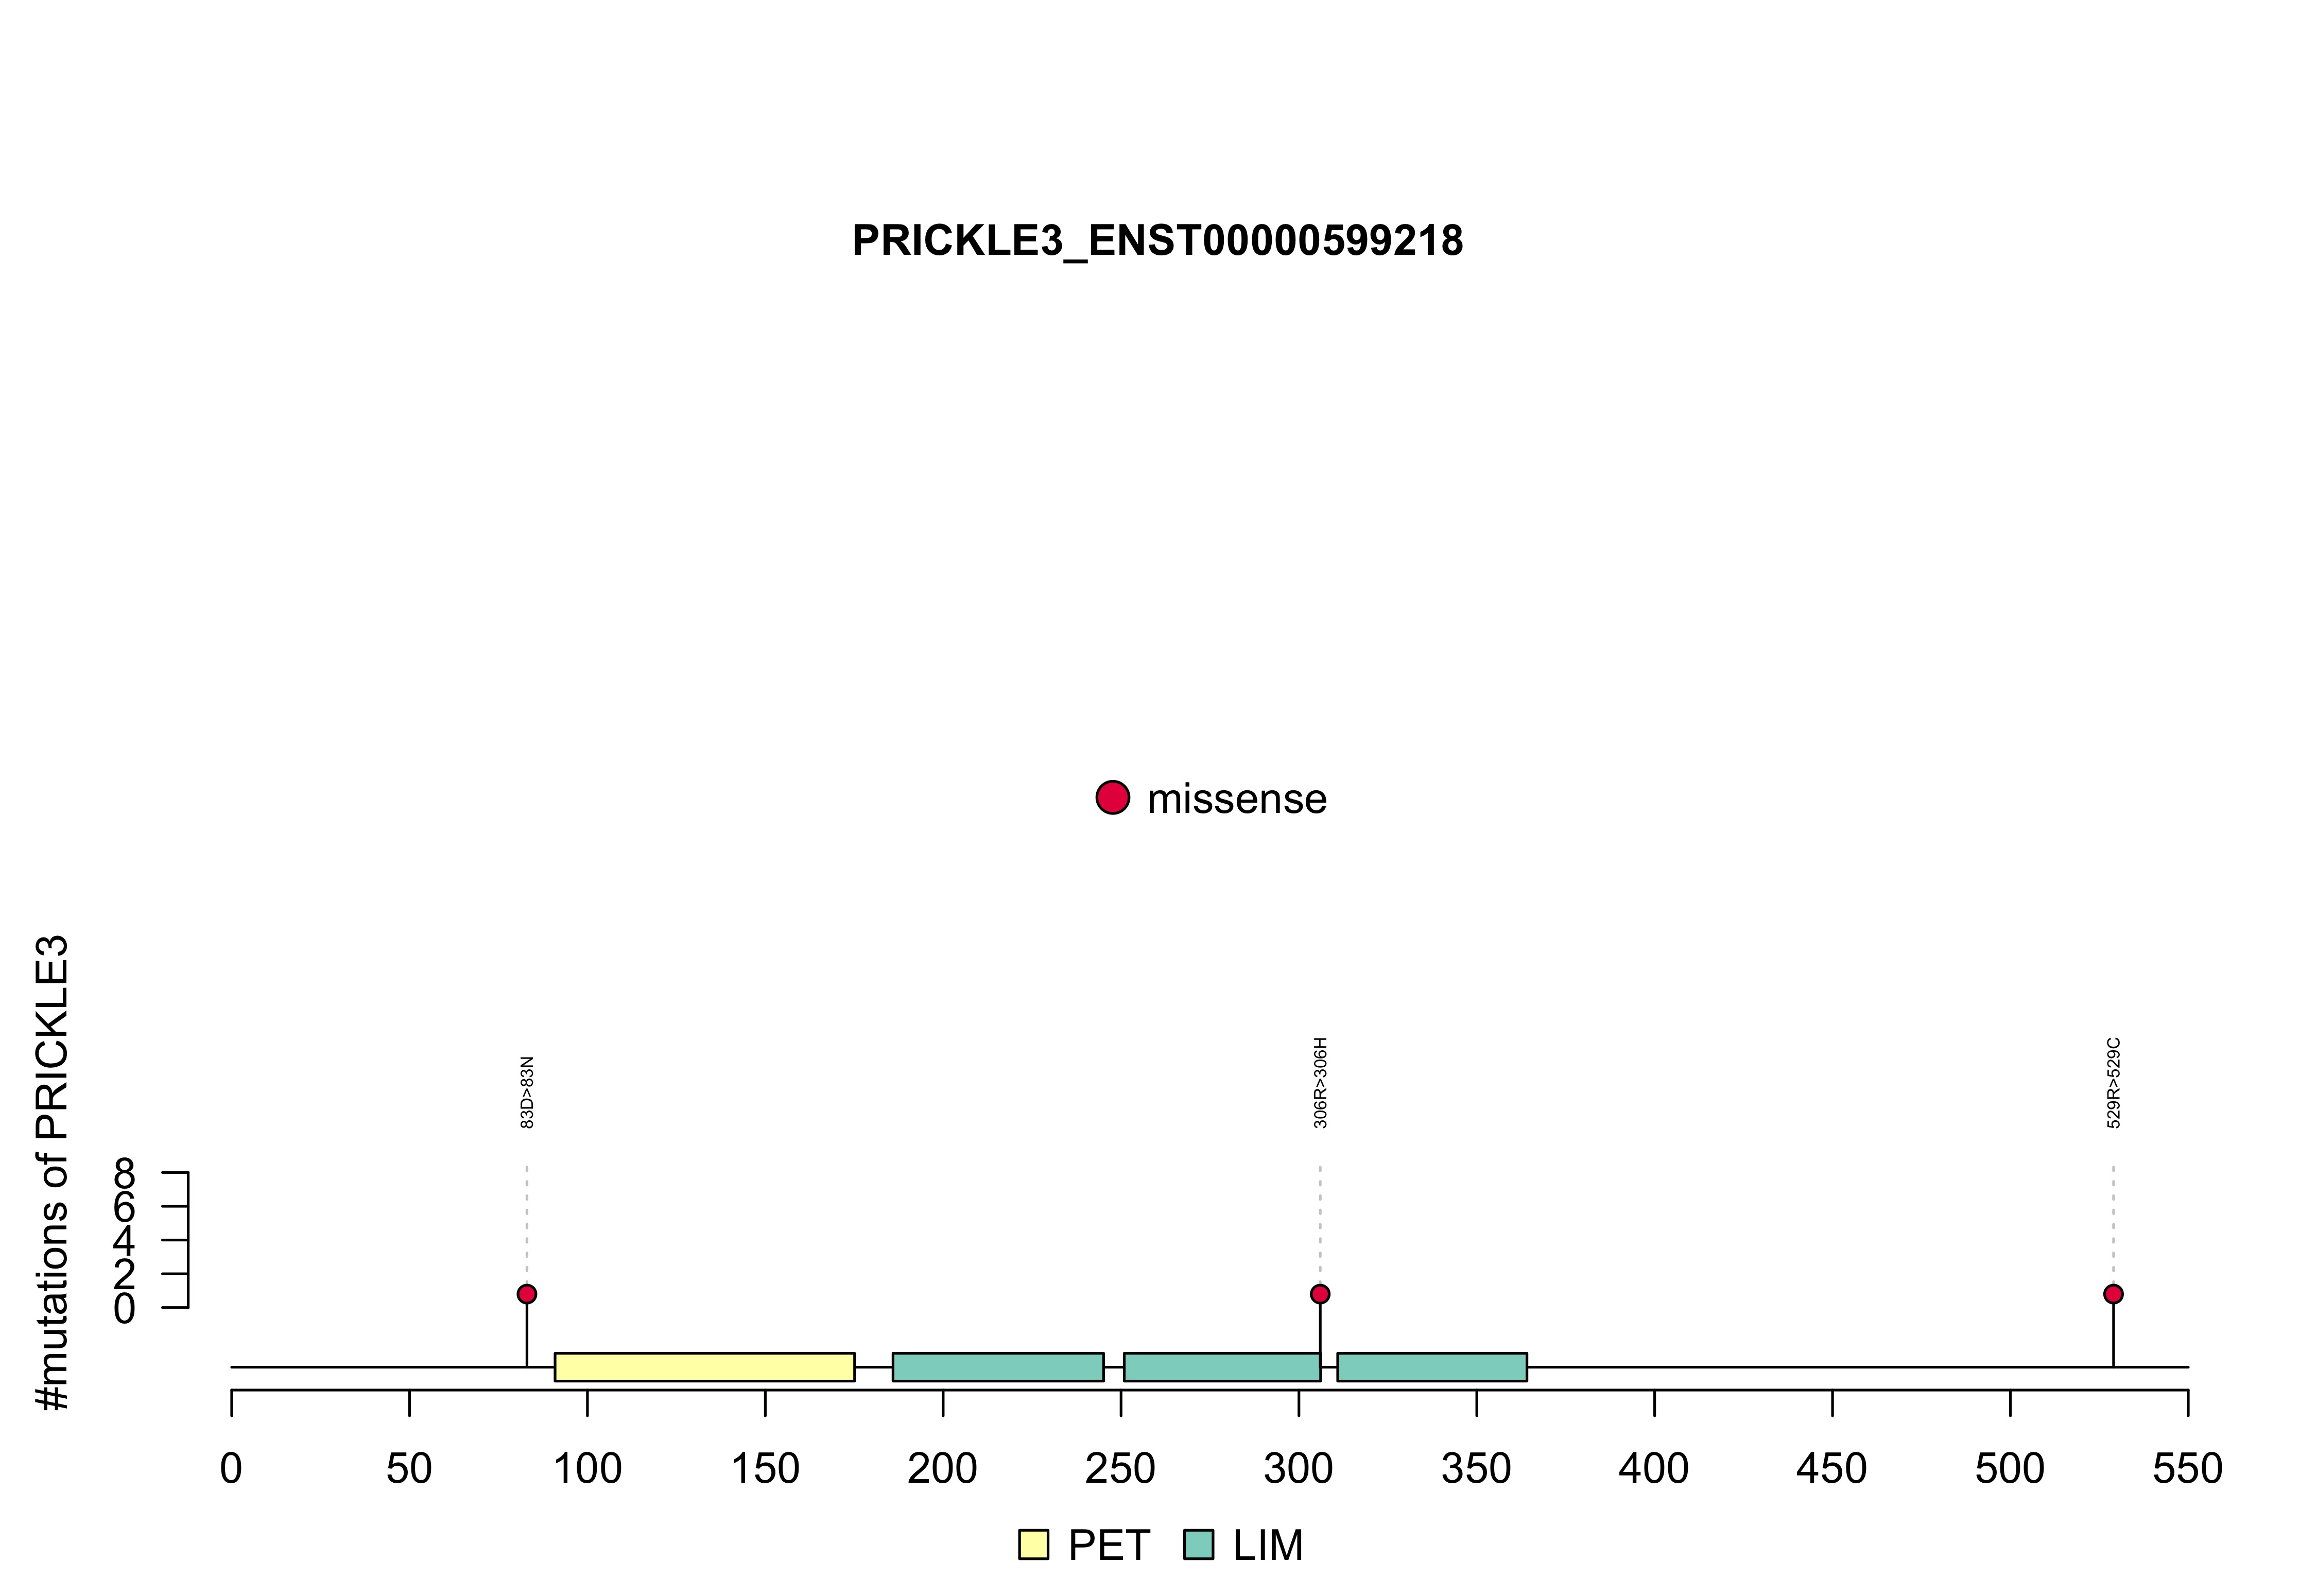 PRICKLE3_ENST00000599218
missense
#mutations of PRICKLE3
83D>83N
306R>306H
529R>529C
8
6
4
2
0
0 50 100 150 200 250 300 350 400 450 500 550
PET LIM